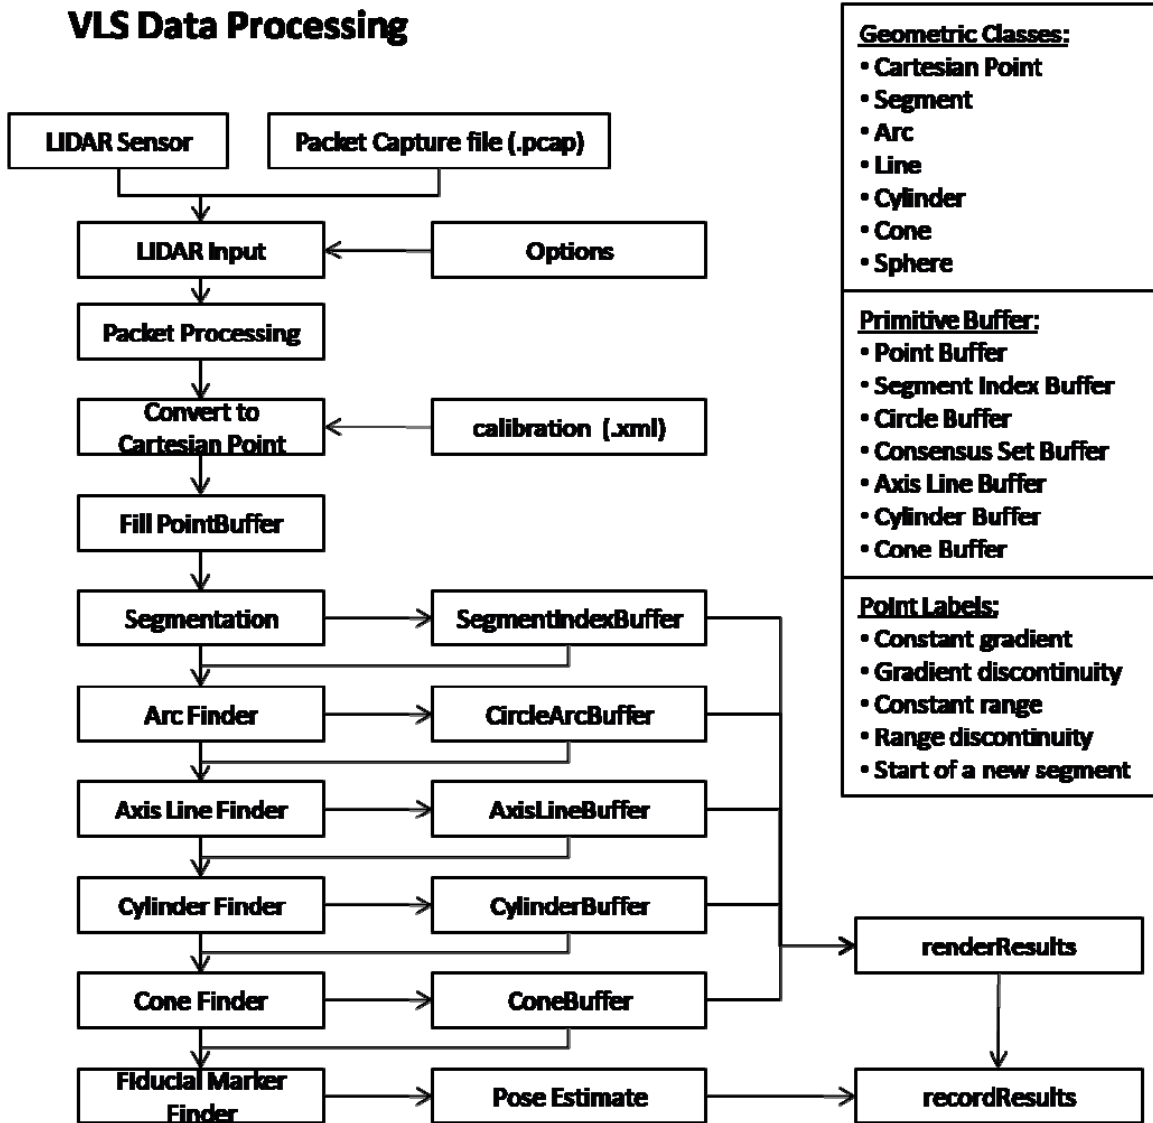 VLS Data Processing
LIDAR Sensor
Packet Capture file (.pcap)
LIDAR Input
Options
Packet Processing
Convert to
Cartesian Point
calibration (.xml)
Fill PointBuffer
Segmentation
SegmentIndexBuffer
Arc Finder
CircleArcBuffer
Axis Line Finder
AxisLineBuffer
Cylinder Finder
CylinderBuffer
Cone Finder
ConeBuffer
Fiducial Marker
Finder
Pose Estimate
renderResults
recordResults
Geometric Classes:
• Cartesian Point
• Segment
• Arc
• Line
• Cylinder
• Cone
• Sphere
Primitive Buffer:
• Point Buffer
• Segment Index Buffer
• Circle Buffer
• Consensus Set Buffer
• Axis Line Buffer
• Cylinder Buffer
• Cone Buffer
Point Labels:
• Constant gradient
• Gradient discontinuity
• Constant range
• Range discontinuity
• Start of a new segment